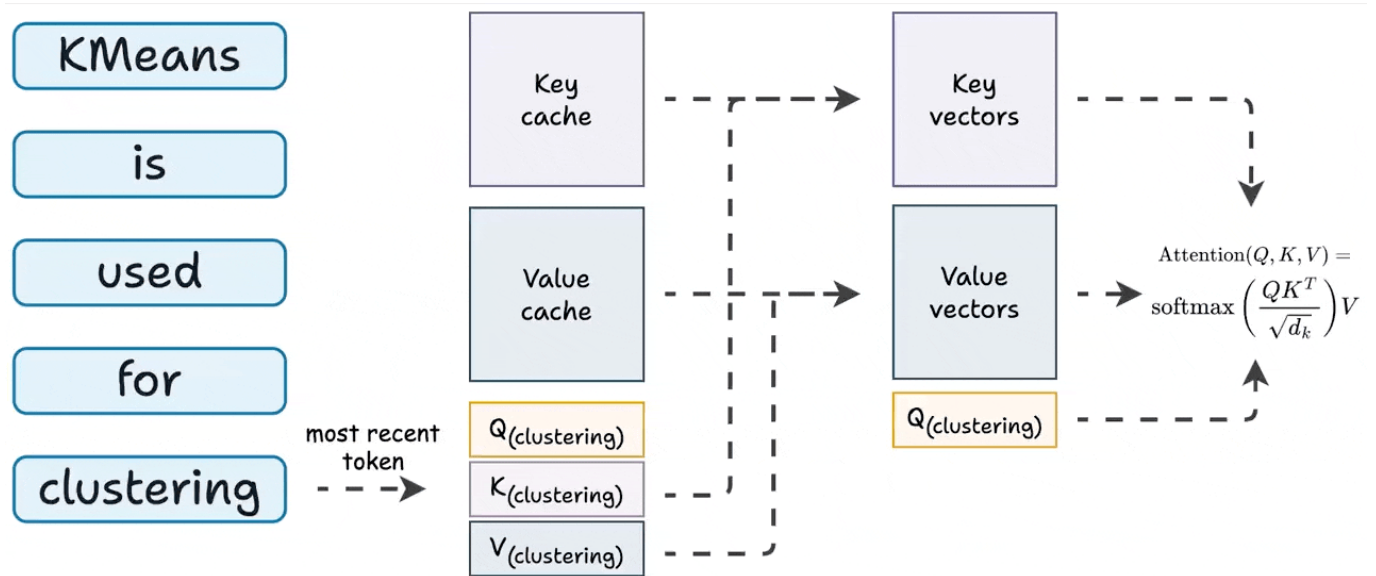 KMeans
is
used
for
clustering
most recent
token
Key
cache
Value
cache
Q(clustering)
K(clustering)
V(clustering)
Key
vectors
Value
vectors
Q(clustering)
Attention(Q, K, V) =
softmax (QK^T / √d_k) V